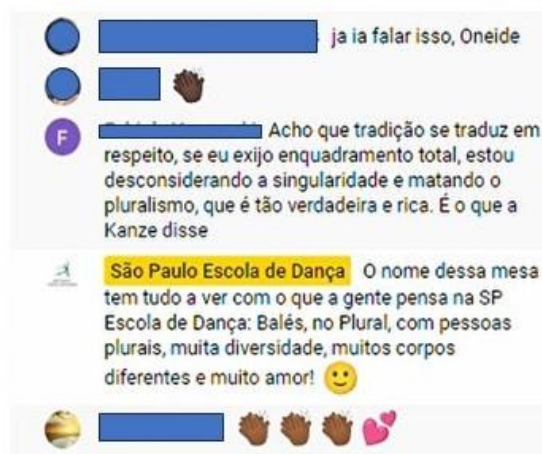 ja ia falar isso, Oneide
👏🏿
F Acho que tradição se traduz em
respeito, se eu exijo enquadramento total, estou
desconsiderando a singularidade e matando o
pluralismo, que é tão verdadeira e rica. É o que a
Kanze disse
São Paulo Escola de Dança O nome dessa mesa
tem tudo a ver com o que a gente pensa na SP
Escola de Dança: Balés, no Plural, com pessoas
plurais, muita diversidade, muitos corpos
diferentes e muito amor! 🙂
👏🏾👏🏾👏🏾💕